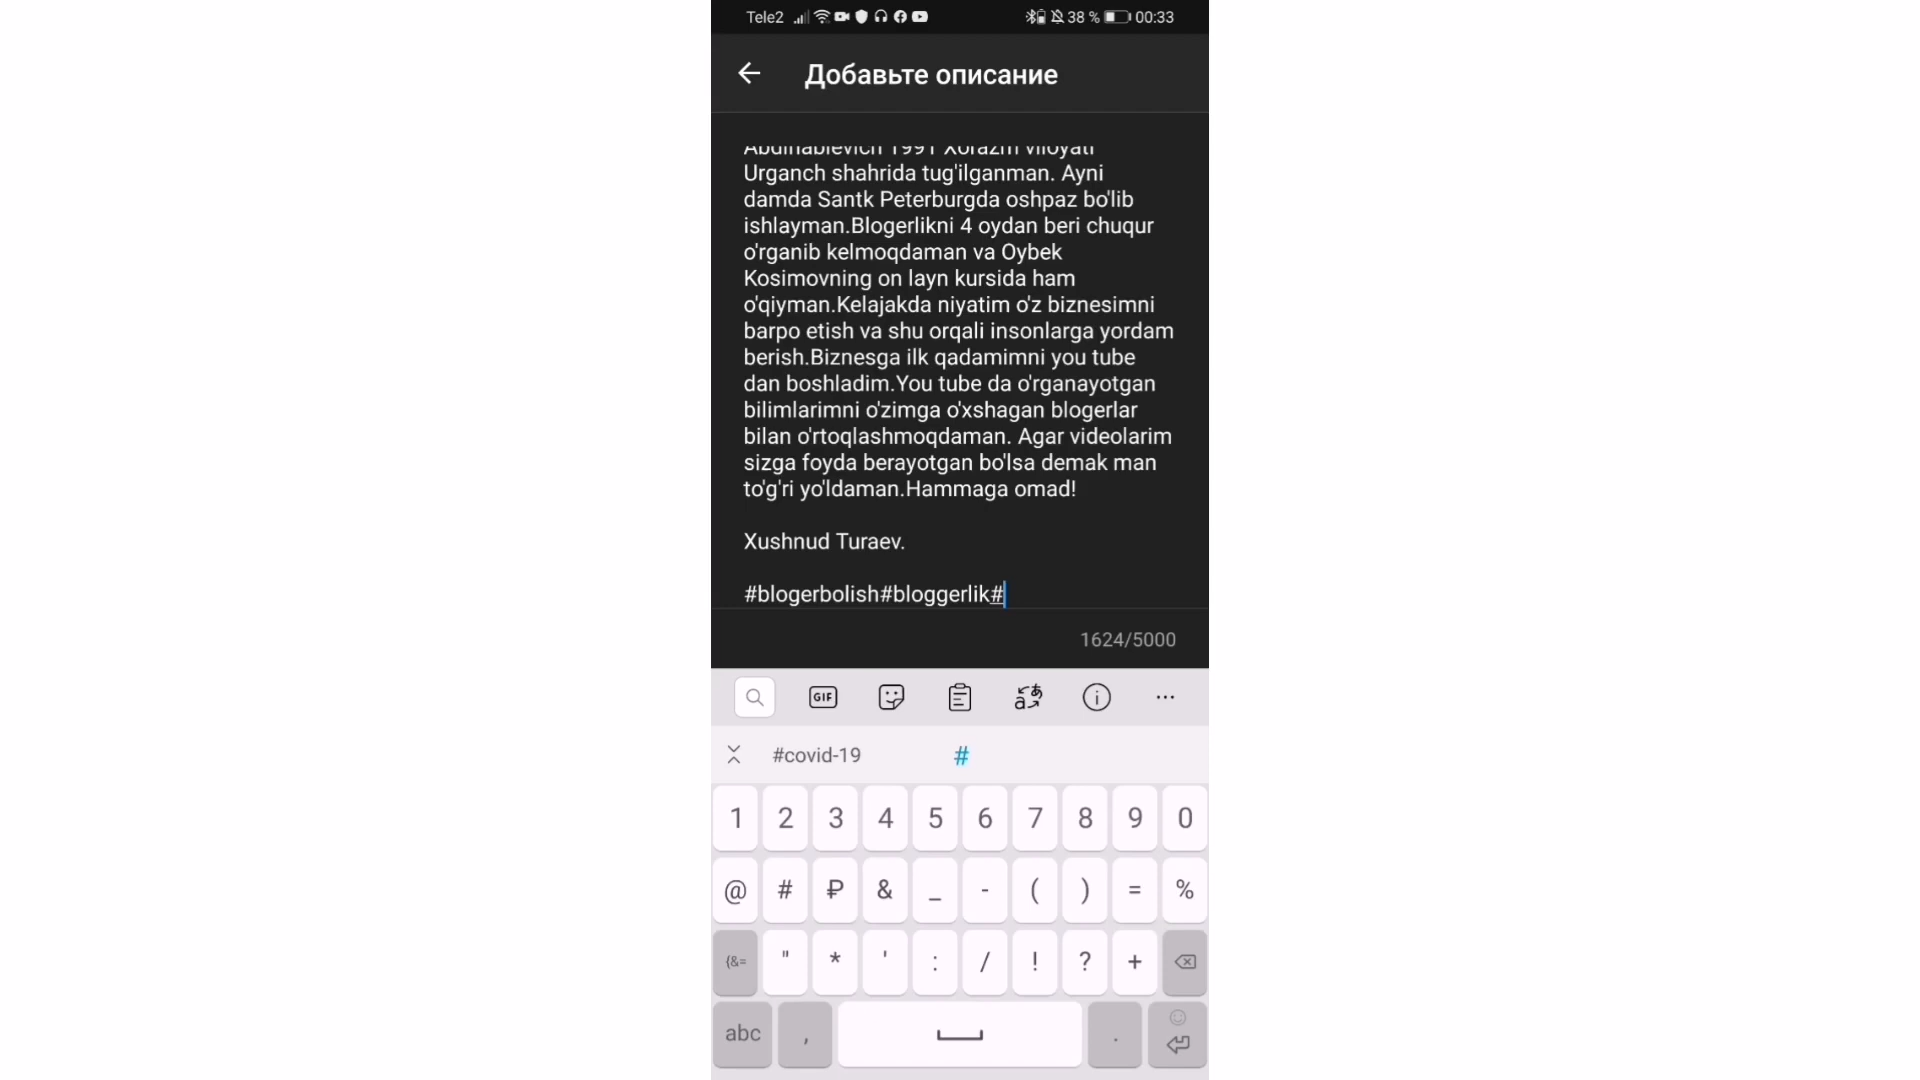 Tele2 38 % 00:33
Добавьте описание
Abdinabievich 1991 Xorazm viloyati
Urganch shahrida tug'ilganman. Ayni
damda Santk Peterburgda oshpaz bo'lib
ishlayman.Blogerlikni 4 oydan beri chuqur
o'rganib kelmoqdaman va Oybek
Kosimovning on layn kursida ham
o'qiyman.Kelajakda niyatim o'z biznesimni
barpo etish va shu orqali insonlarga yordam
berish.Biznesga ilk qadamimni you tube
dan boshladim.You tube da o'rganayotgan
bilimlarimni o'zimga o'xshagan blogerlar
bilan o'rtoqlashmoqdaman. Agar videolarim
sizga foyda berayotgan bo'lsa demak man
to'g'ri yo'ldaman.Hammaga omad!
Xushnud Turaev.
#blogerbolish#bloggerlik#
1624/5000
GIF
#covid-19 #
1 2 3 4 5 6 7 8 9 0
@ # ₽ & _ - ( ) = %
{&= " * ' : / ! ? +
abc , .